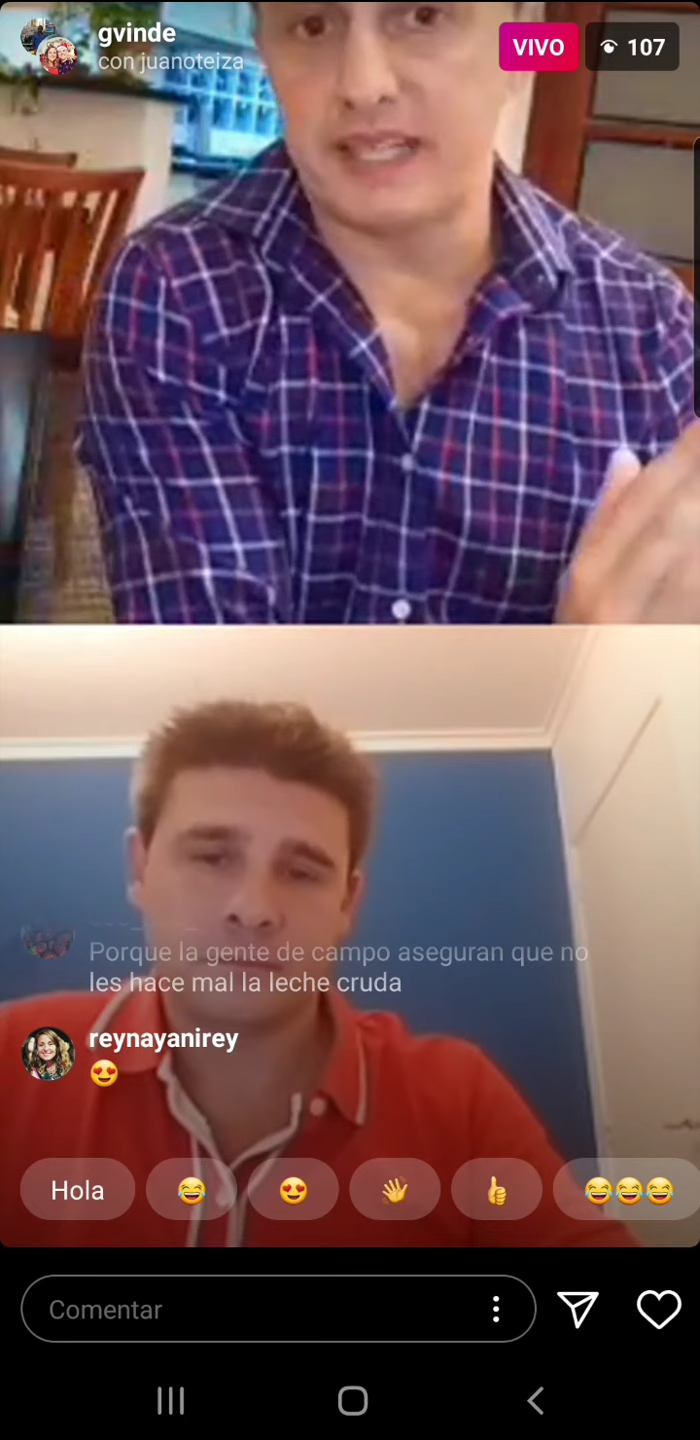 gvinde
con juanoteiza
VIVO
107
Porque la gente de campo aseguran que no
les hace mal la leche cruda
reynayanirey
😍
Hola
😂
😍
👋
👍
😂😂😂
Comentar